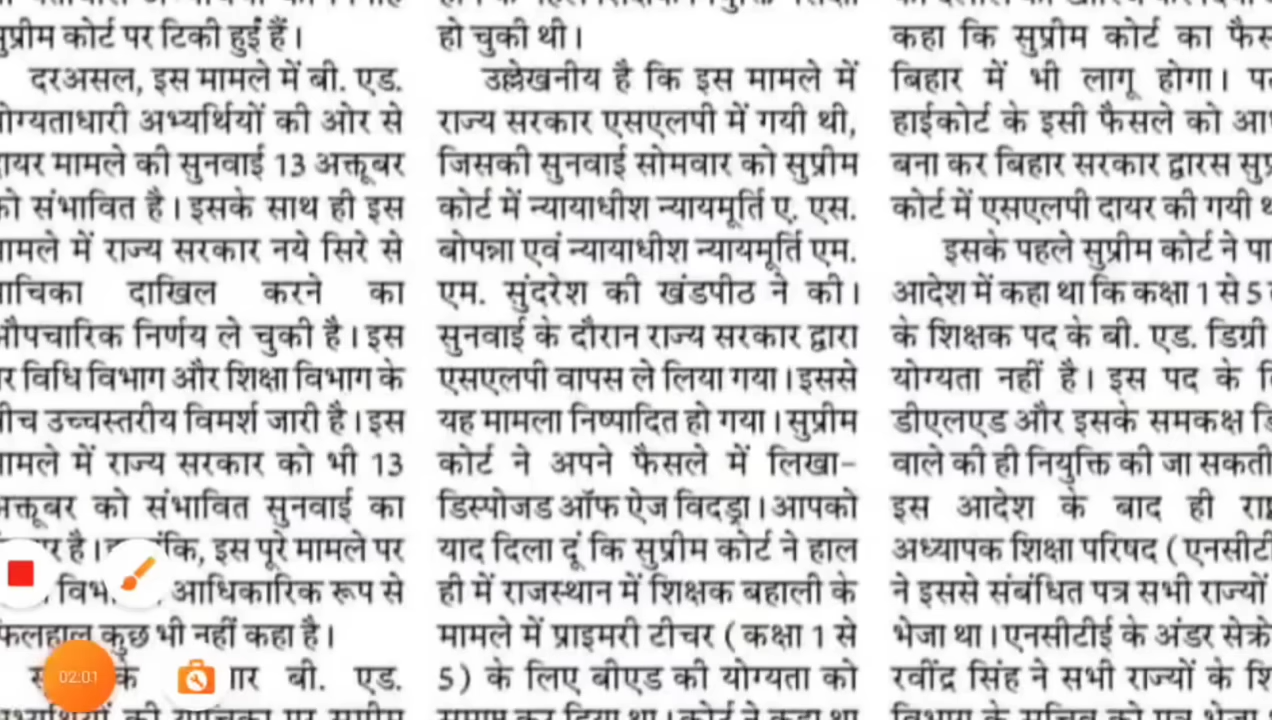 सुप्रीम कोर्ट पर टिकी हुई हैं।
दरअसल, इस मामले में बी. एड.
योग्यताधारी अभ्यर्थियों की ओर से
दायर मामले की सुनवाई 13 अक्तूबर
को संभावित है। इसके साथ ही इस
मामले में राज्य सरकार नये सिरे से
याचिका दाखिल करने का
औपचारिक निर्णय ले चुकी है। इस
पर विधि विभाग और शिक्षा विभाग के
बीच उच्चस्तरीय विमर्श जारी है। इस
मामले में राज्य सरकार को भी 13
अक्तूबर को संभावित सुनवाई का
है। इस पूरे मामले पर
आधिकारिक रूप से
फिलहाल कुछ भी नहीं कहा है।
के बी. एड.
02:01
हो चुकी थी।
उल्लेखनीय है कि इस मामले में
राज्य सरकार एसएलपी में गयी थी,
जिसकी सुनवाई सोमवार को सुप्रीम
कोर्ट में न्यायाधीश न्यायमूर्ति ए. एस.
बोपन्ना एवं न्यायाधीश न्यायमूर्ति एम.
एम. सुंदरेश की खंडपीठ ने की।
सुनवाई के दौरान राज्य सरकार द्वारा
एसएलपी वापस ले लिया गया। इससे
यह मामला निष्पादित हो गया। सुप्रीम
कोर्ट ने अपने फैसले में लिखा-
डिस्पोजड ऑफ ऐज विदड्रा। आपको
याद दिला दूं कि सुप्रीम कोर्ट ने हाल
ही में राजस्थान में शिक्षक बहाली के
मामले में प्राइमरी टीचर (कक्षा 1 से
5) के लिए बीएड की योग्यता को
कहा कि सुप्रीम कोर्ट का
बिहार में भी लागू होगा।
हाईकोर्ट के इसी फैसले को
बना कर बिहार सरकार द्वारस
कोर्ट में एसएलपी दायर की गयी
इसके पहले सुप्रीम कोर्ट ने
आदेश में कहा था कि कक्षा 1 से 5
के शिक्षक पद के बी. एड. डिग्री
योग्यता नहीं है। इस पद के
डीएलएड और इसके समकक्ष
वाले की ही नियुक्ति की जा सकती
इस आदेश के बाद ही
अध्यापक शिक्षा परिषद (
ने इससे संबंधित पत्र सभी राज्यों
भेजा था। एनसीटीई के अंडर
रवींद्र सिंह ने सभी राज्यों के